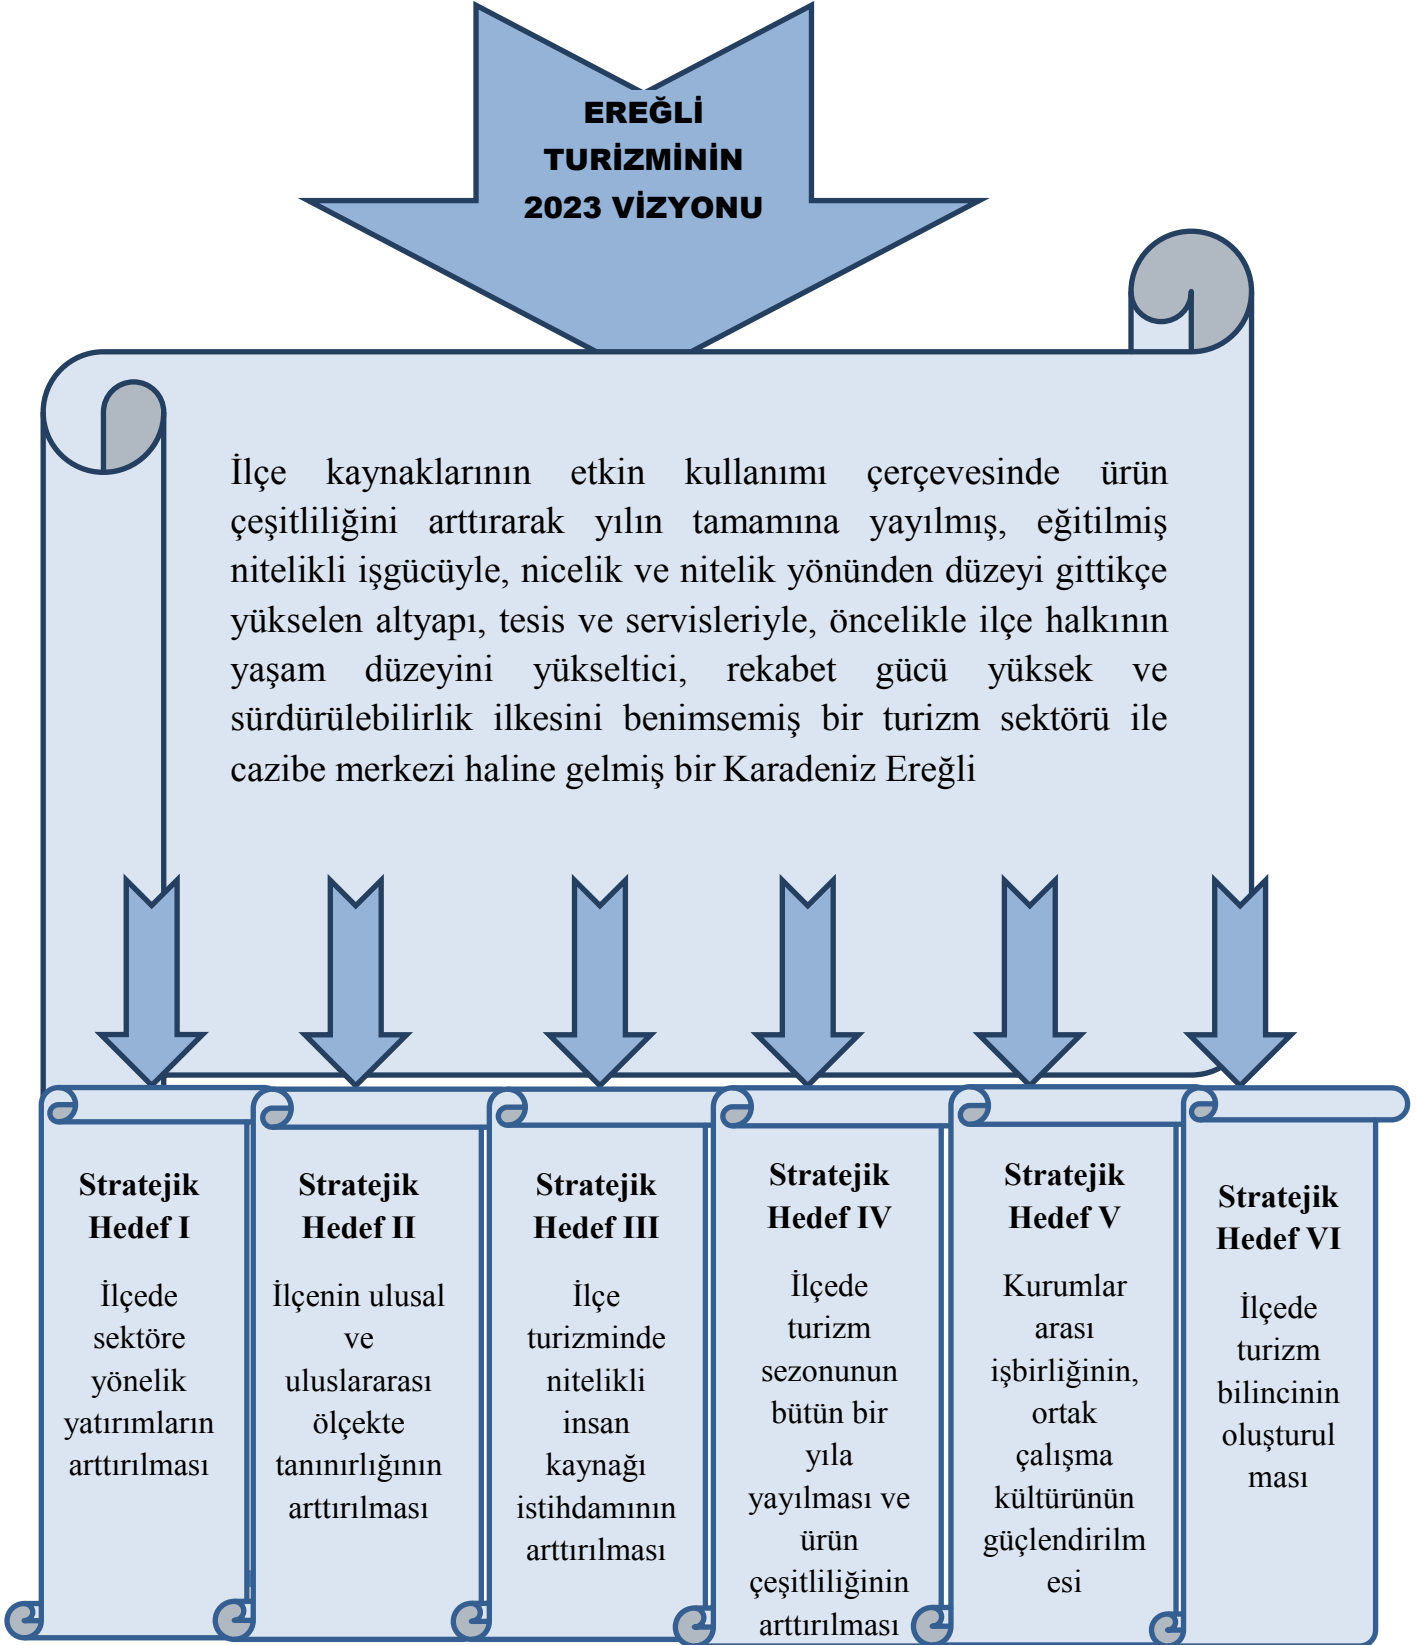 EREĞLİ
TURİZMİNİN
2023 VİZYONU
İlçe kaynaklarının etkin kullanımı çerçevesinde ürün
çeşitliliğini arttırarak yılın tamamına yayılmış, eğitilmiş
nitelikli işgücüyle, nicelik ve nitelik yönünden düzeyi gittikçe
yükselen altyapı, tesis ve servisleriyle, öncelikle ilçe halkının
yaşam düzeyini yükseltici, rekabet gücü yüksek ve
sürdürülebilirlik ilkesini benimsemiş bir turizm sektörü ile
cazibe merkezi haline gelmiş bir Karadeniz Ereğli
Stratejik
Hedef I
İlçede
sektöre
yönelik
yatırımların
arttırılması
Stratejik
Hedef II
İlçenin ulusal
ve
uluslararası
ölçekte
tanınırlığının
arttırılması
Stratejik
Hedef III
İlçe
turizminde
nitelikli
insan
kaynağı
istihdamının
arttırılması
Stratejik
Hedef IV
İlçede
turizm
sezonunun
bütün bir
yıla
yayılması ve
ürün
çeşitliliğinin
arttırılması
Stratejik
Hedef V
Kurumlar
arası
işbirliğinin,
ortak
çalışma
kültürünün
güçlendirilm
esi
Stratejik
Hedef VI
İlçede
turizm
bilincinin
oluşturul
ması